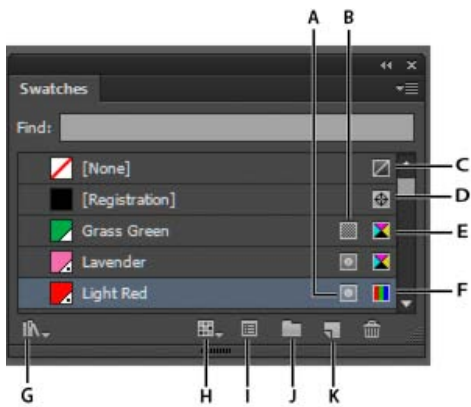 A B
Swatches
Find:
[None] C
[Registration] D
Grass Green E
Lavender
Light Red F
G H I J K